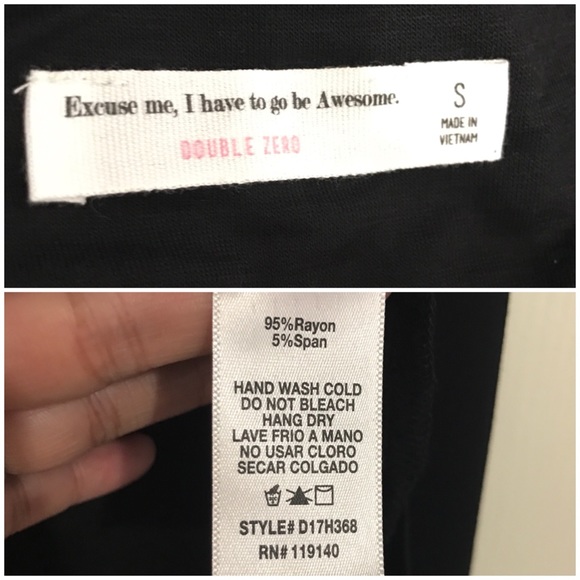 Excuse me, I have to go be Awesome.
DOUBLE ZERO
S
MADE IN
VIETNAM
95%Rayon
5%Span
HAND WASH COLD
DO NOT BLEACH
HANG DRY
LAVE FRIO A MANO
NO USAR CLORO
SECAR COLGADO
STYLE# D17H368
RN# 119140